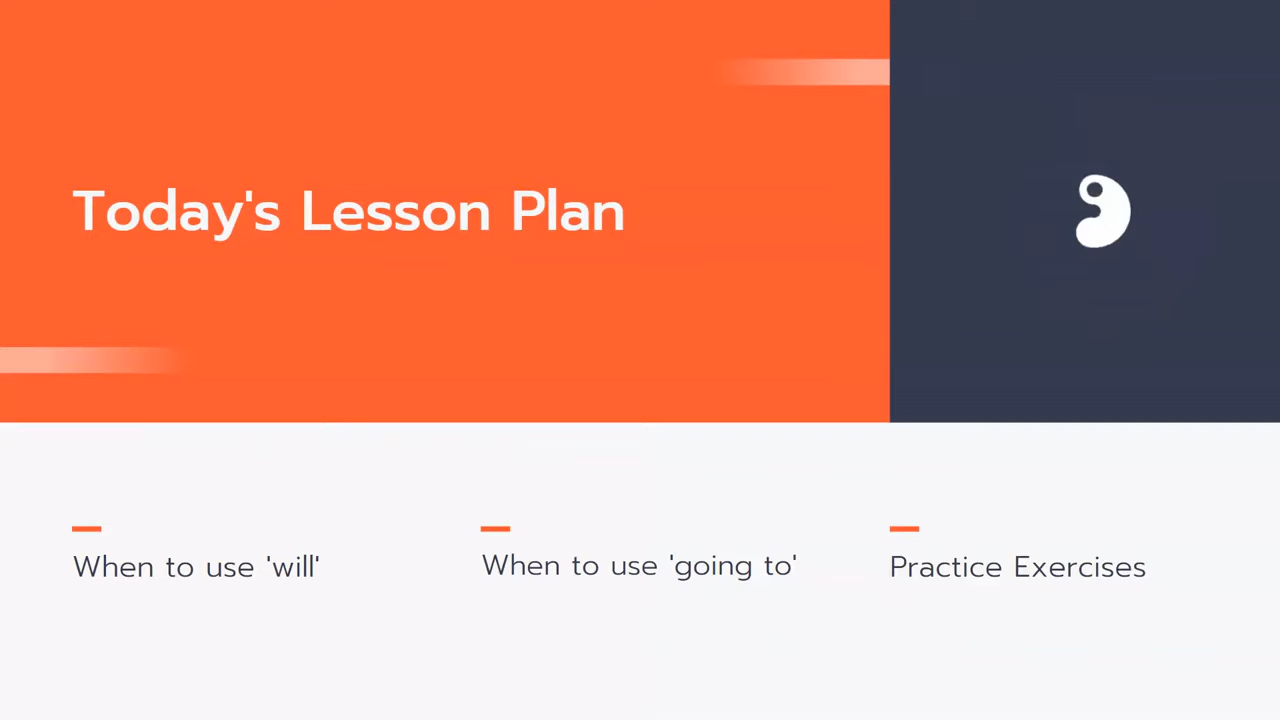 Today's Lesson Plan
When to use 'will'
When to use 'going to'
Practice Exercises